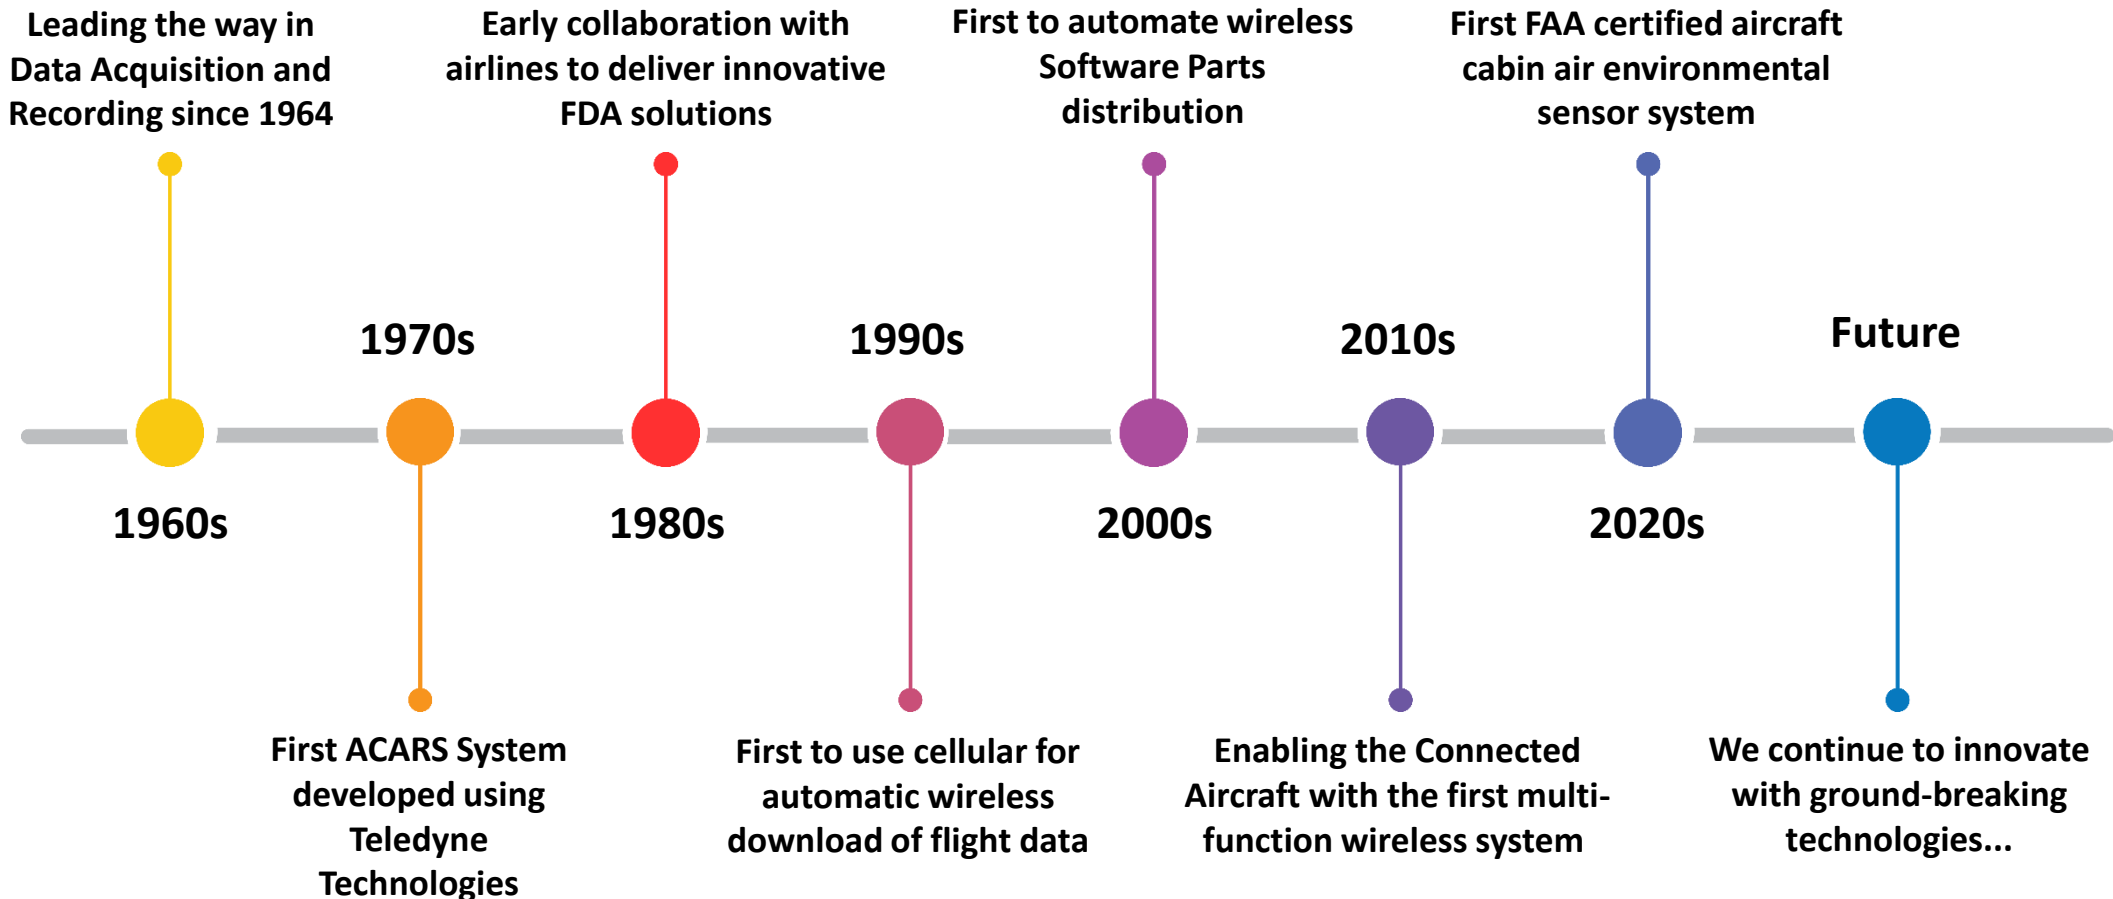 Leading the way in
Data Acquisition and
Recording since 1964
Early collaboration with
airlines to deliver innovative
FDA solutions
First to automate wireless
Software Parts
distribution
First FAA certified aircraft
cabin air environmental
sensor system
1970s
1990s
2010s
Future
1960s
1980s
2000s
2020s
First ACARS System
developed using
Teledyne
Technologies
First to use cellular for
automatic wireless
download of flight data
Enabling the Connected
Aircraft with the first multi-
function wireless system
We continue to innovate
with ground-breaking
technologies...